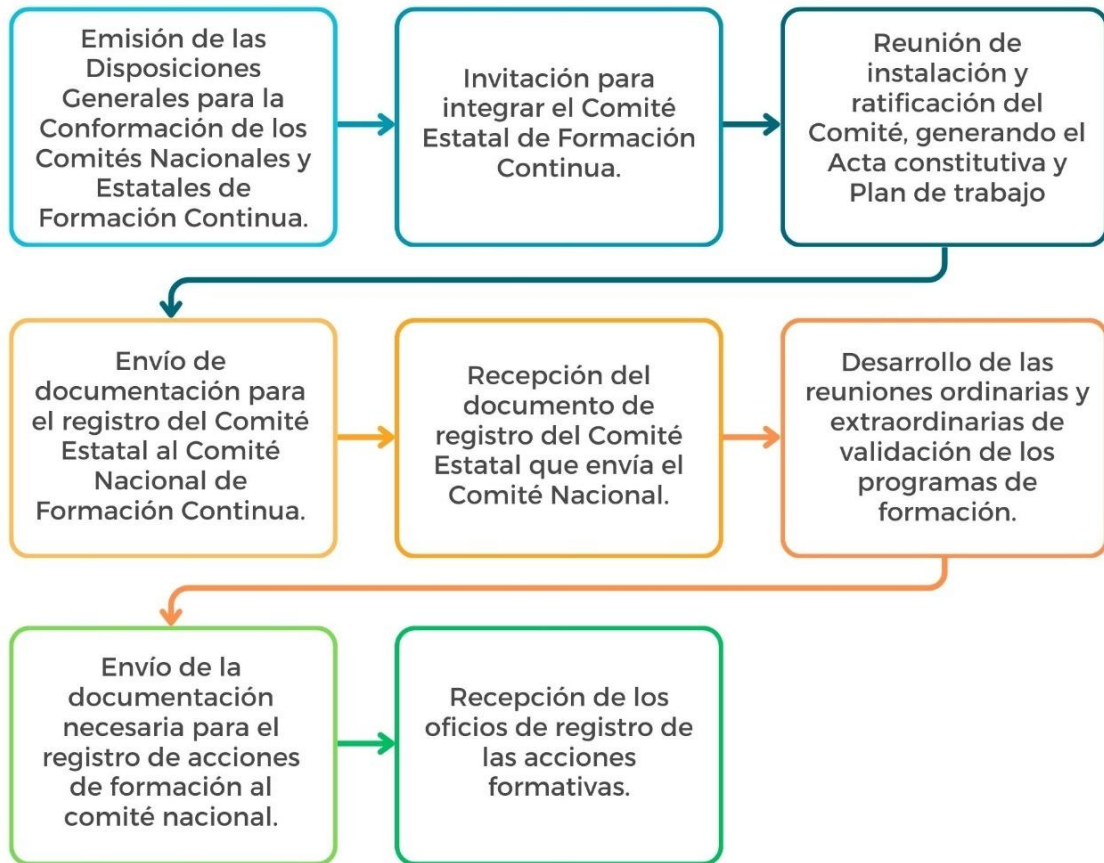 Emisión de las
Disposiciones
Generales para la
Conformación de los
Comités Nacionales y
Estatales de
Formación Continua.
Invitación para
integrar el Comité
Estatal de Formación
Continua.
Reunión de
instalación y
ratificación del
Comité, generando el
Acta constitutiva y
Plan de trabajo
Envío de
documentación para
el registro del Comité
Estatal al Comité
Nacional de
Formación Continua.
Recepción del
documento de
registro del Comité
Estatal que envía el
Comité Nacional.
Desarrollo de las
reuniones ordinarias y
extraordinarias de
validación de los
programas de
formación.
Envío de la
documentación
necesaria para el
registro de acciones
de formación al
comité nacional.
Recepción de los
oficios de registro de
las acciones
formativas.